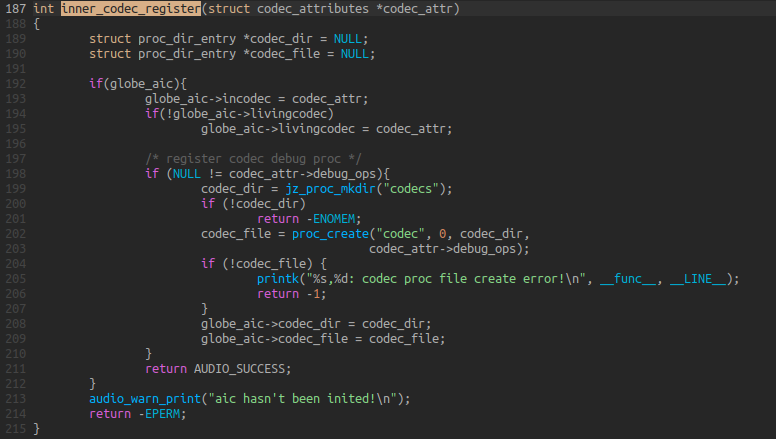 187 int inner_codec_register(struct codec_attributes *codec_attr)
188 {
189         struct proc_dir_entry *codec_dir = NULL;
190         struct proc_dir_entry *codec_file = NULL;
191
192         if(globe_aic){
193                 globe_aic->incodec = codec_attr;
194                 if(!globe_aic->livingcodec)
195                         globe_aic->livingcodec = codec_attr;
196
197                 /* register codec debug proc */
198                 if (NULL != codec_attr->debug_ops){
199                         codec_dir = jz_proc_mkdir("codecs");
200                         if (!codec_dir)
201                                 return -ENOMEM;
202                         codec_file = proc_create("codec", 0, codec_dir,
203                                                 codec_attr->debug_ops);
204                         if (!codec_file) {
205                                 printk("%s,%d: codec proc file create error!\n", __func__, __LINE__);
206                                 return -1;
207                         }
208                         globe_aic->codec_dir = codec_dir;
209                         globe_aic->codec_file = codec_file;
210                 }
211                 return AUDIO_SUCCESS;
212         }
213         audio_warn_print("aic hasn't been inited!\n");
214         return -EPERM;
215 }